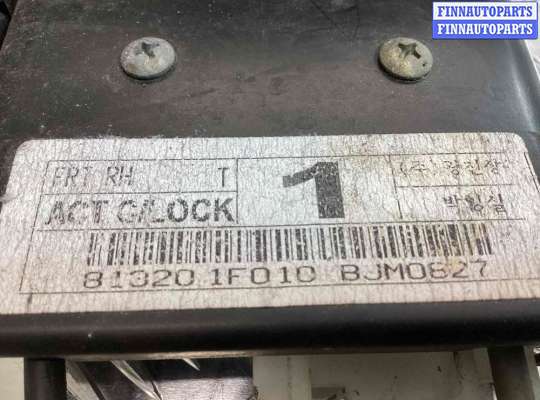 FINNAUTOPARTS
FINNAUTOPARTS
FRT RH T
1
ACT G/LOCK
81320 1F010 BJM0827